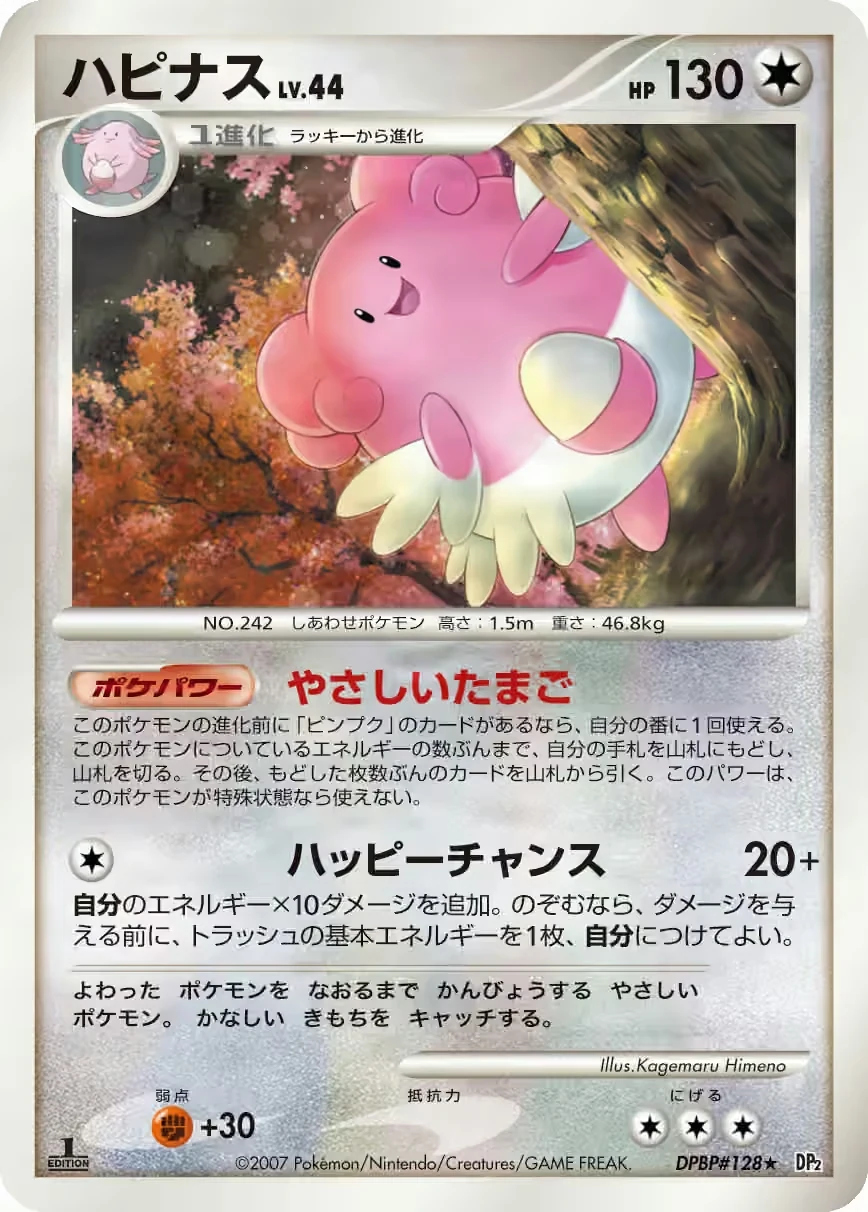 ハピナス LV.44 HP 130
1進化 ラッキーから進化
NO.242 しあわせポケモン 高さ：1.5m 重さ：46.8kg
ポケパワー やさしいたまご
このポケモンの進化前に「ピンプク」のカードがあるなら、自分の番に1回使える。
このポケモンについているエネルギーの数ぶんまで、自分の手札を山札にもどし、
山札を切る。その後、もどした枚数ぶんのカードを山札から引く。このパワーは、
このポケモンが特殊状態なら使えない。
ハッピーチャンス 20+
自分のエネルギー×10ダメージを追加。のぞむなら、ダメージを与
える前に、トラッシュの基本エネルギーを1枚、自分につけてよい。
よわった ポケモンを なおるまで かんびょうする やさしい
ポケモン。 かなしい きもちを キャッチする。
Illus.Kagemaru Himeno
弱点 抵抗力 にげる
+30
1 EDITION ©2007 Pokémon/Nintendo/Creatures/GAME FREAK. DPBP#128★ DP2